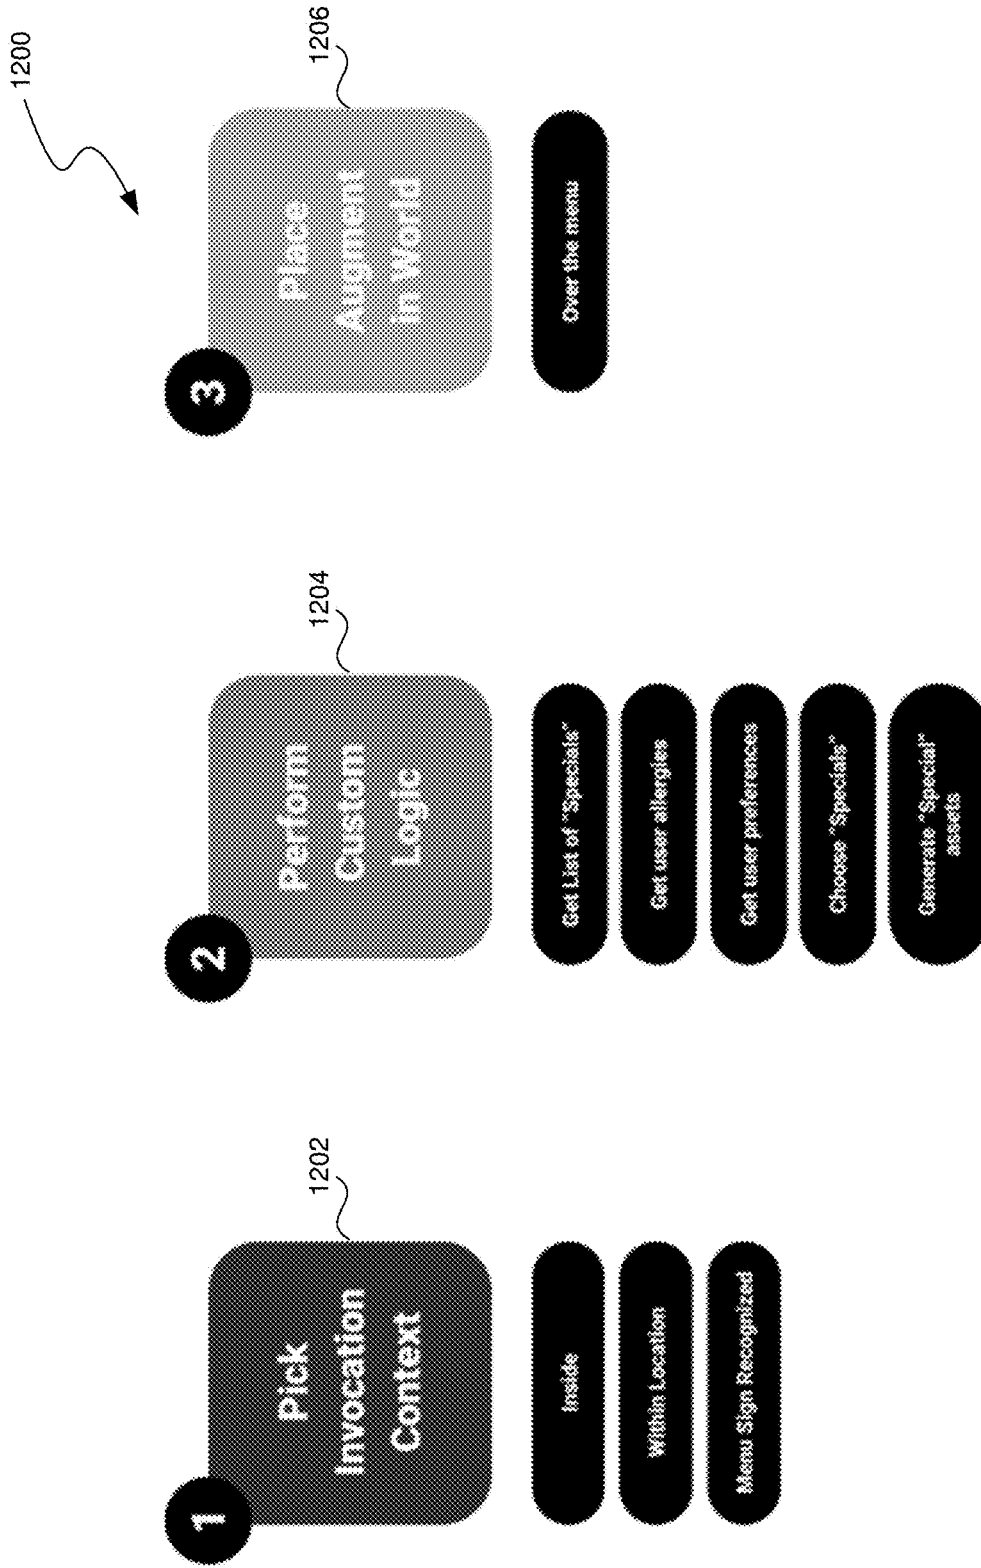 1200
1
Pick
Invocation
Context
1202
Inside
Within Location
Menu Sign Recognized
2
Perform
Custom
Logic
1204
Get List of "Specials"
Get user allergies
Get user preferences
Choose "Specials"
Generate "Special"
assets
3
Place
Augment
in World
1206
Over the menu